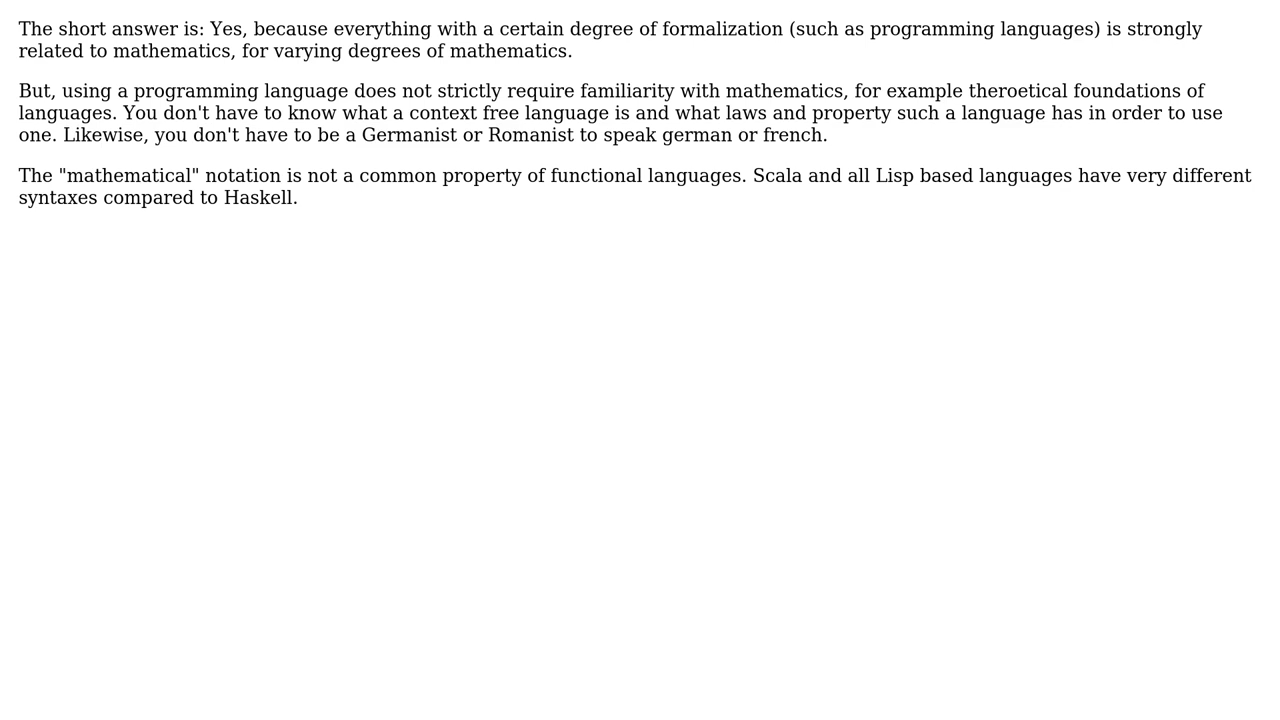 The short answer is: Yes, because everything with a certain degree of formalization (such as programming languages) is strongly
related to mathematics, for varying degrees of mathematics.
But, using a programming language does not strictly require familiarity with mathematics, for example theroetical foundations of
languages. You don't have to know what a context free language is and what laws and property such a language has in order to use
one. Likewise, you don't have to be a Germanist or Romanist to speak german or french.
The "mathematical" notation is not a common property of functional languages. Scala and all Lisp based languages have very different
syntaxes compared to Haskell.